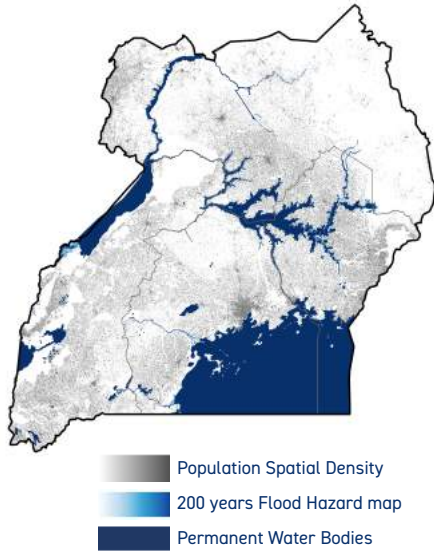 Population Spatial Density
200 years Flood Hazard map
Permanent Water Bodies